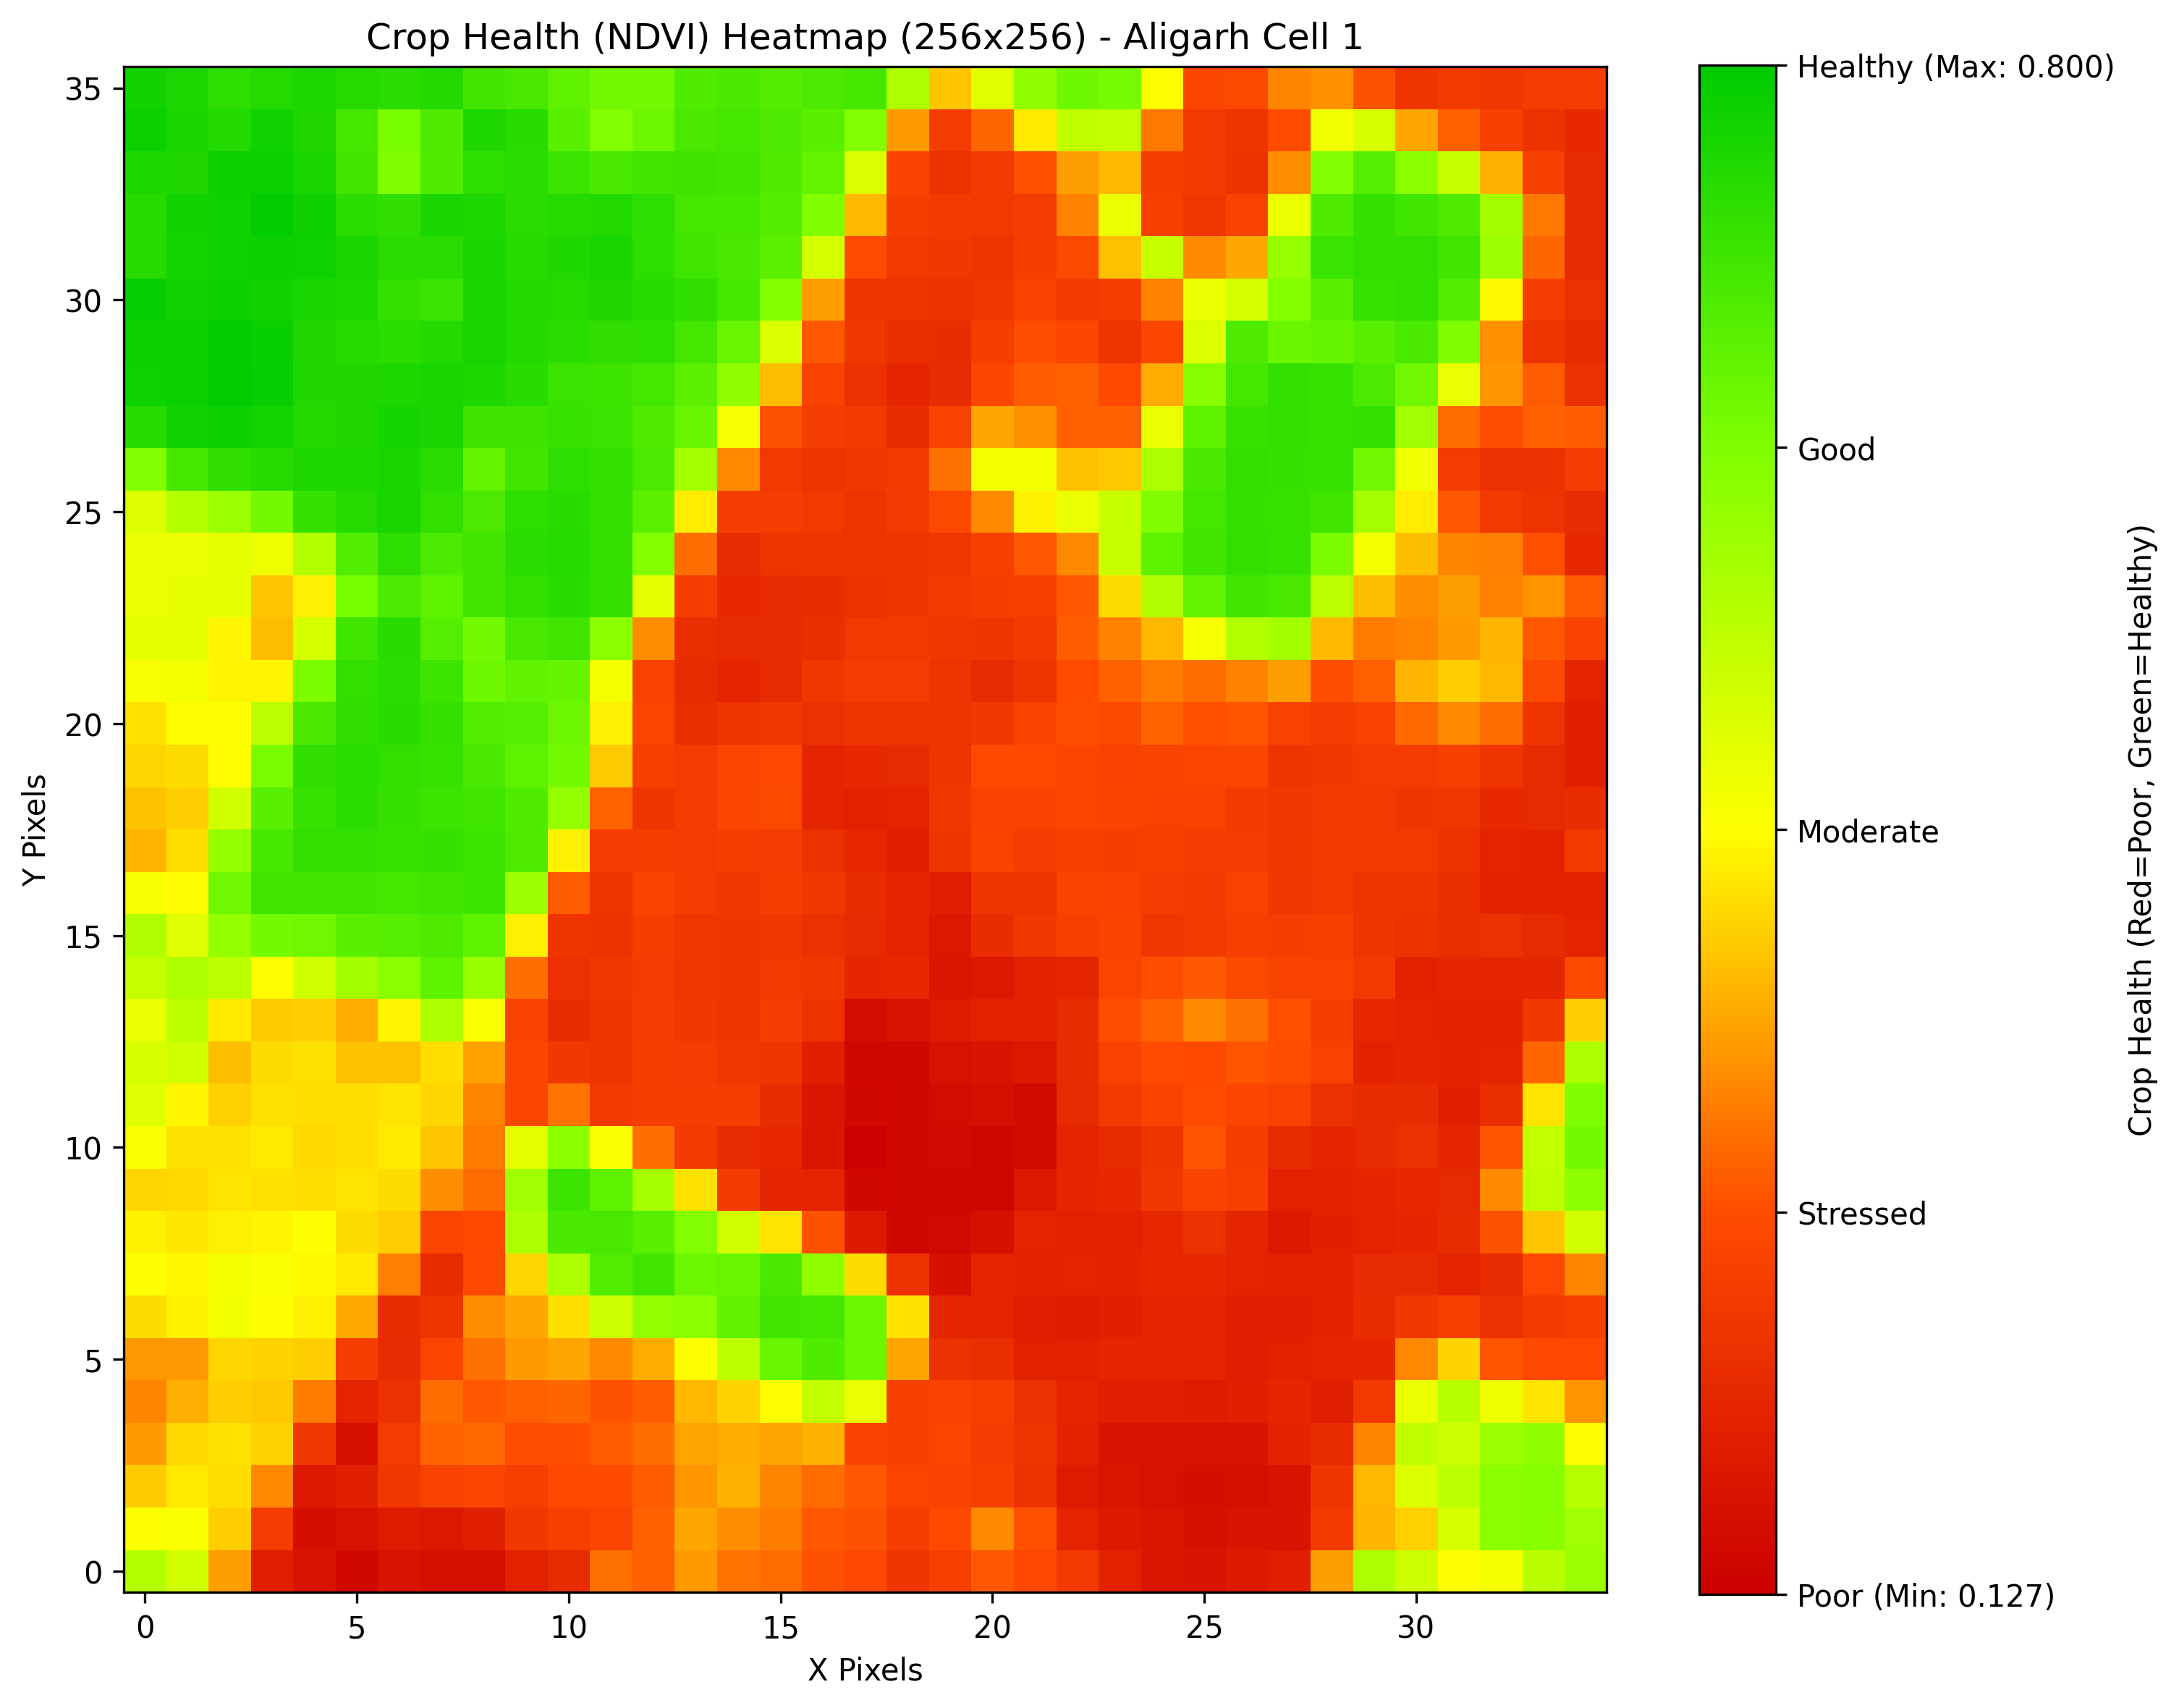 Crop Health (NDVI) Heatmap (256x256) - Aligarh Cell 1
35
30
25
20
15
10
5
0
Y Pixels
0 5 10 15 20 25 30
X Pixels
Healthy (Max: 0.800)
Good
Moderate
Stressed
Poor (Min: 0.127)
Crop Health (Red=Poor, Green=Healthy)